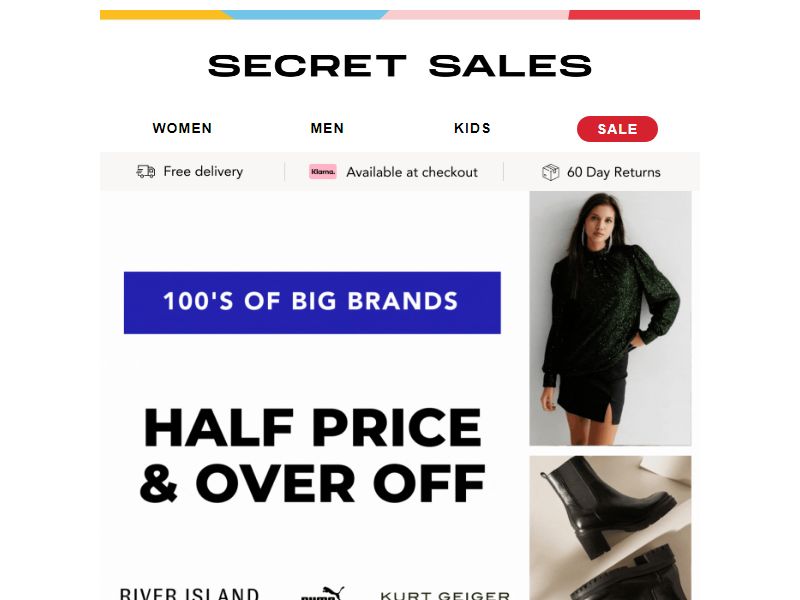 SECRET SALES
WOMEN MEN KIDS SALE
Free delivery Klarna. Available at checkout 60 Day Returns
100'S OF BIG BRANDS
HALF PRICE
& OVER OFF
RIVER ISLAND PUMA KURT GEIGER